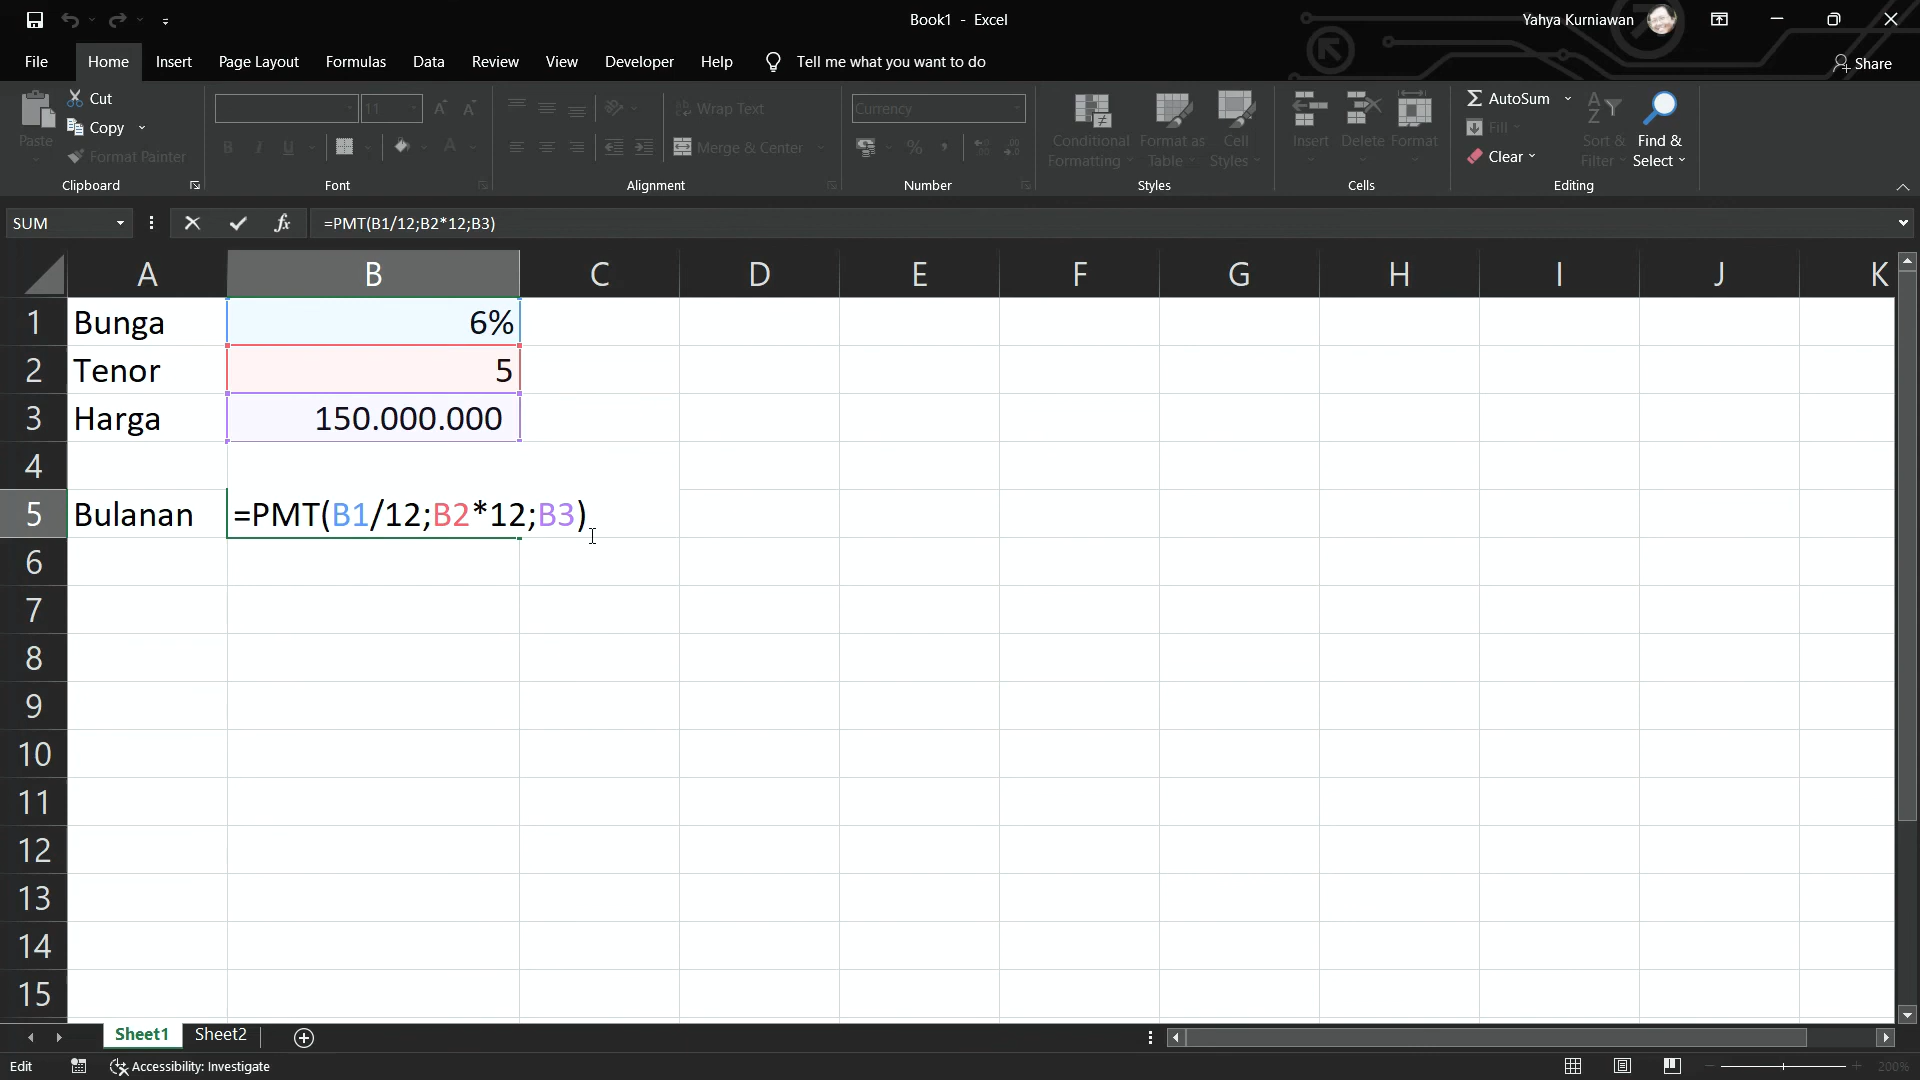 Book1 - Excel
Yahya Kurniawan
File Home Insert Page Layout Formulas Data Review View Developer Help Tell me what you want to do
Share
Paste
Cut
Copy
Format Painter
Clipboard
11
B I U A
Font
Wrap Text
Merge & Center
Alignment
Currency
%
Number
Conditional Formatting
Format as Table
Cell Styles
Styles
Insert Delete Format
Cells
AutoSum
Fill
Clear
Sort & Filter
Find & Select
Editing
SUM
fx
=PMT(B1/12;B2*12;B3)
A B C D E F G H I J K
1 Bunga 6%
2 Tenor 5
3 Harga 150.000.000
4
5 Bulanan =PMT(B1/12;B2*12;B3)
6
7
8
9
10
11
12
13
14
15
Sheet1 Sheet2
Edit
Accessibility: Investigate
200%